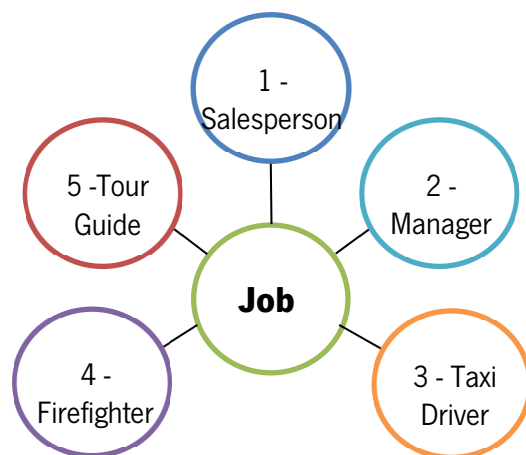 1 -
Salesperson
2 -
Manager
3 - Taxi
Driver
4 -
Firefighter
5 -Tour
Guide
Job